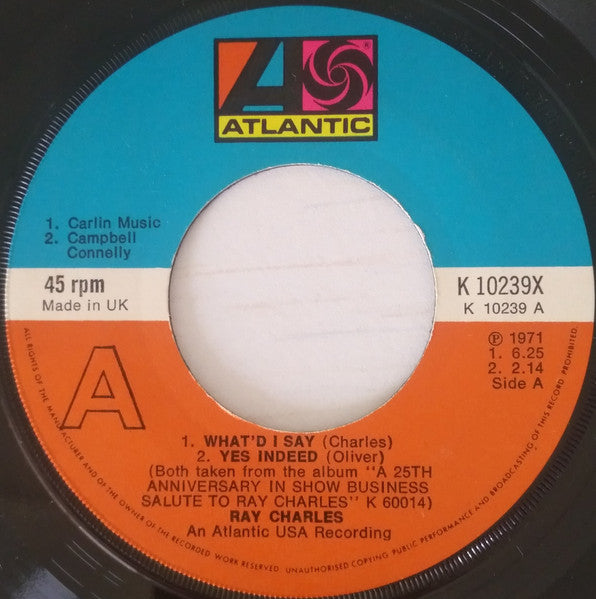 ®
ATLANTIC
1. Carlin Music
2. Campbell
Connelly
45 rpm
Made in UK
K 10239X
K 10239 A
℗ 1971
1. 6.25
2. 2.14
Side A
A
1. WHAT'D I SAY (Charles)
2. YES INDEED (Oliver)
(Both taken from the album "A 25TH
ANNIVERSARY IN SHOW BUSINESS
SALUTE TO RAY CHARLES" K 60014)
RAY CHARLES
An Atlantic USA Recording
ALL RIGHTS OF THE MANUFACTURER AND OF THE OWNER OF THE RECORDED WORK RESERVED. UNAUTHORISED COPYING PUBLIC PERFORMANCE AND BROADCASTING OF THIS RECORD PROHIBITED.